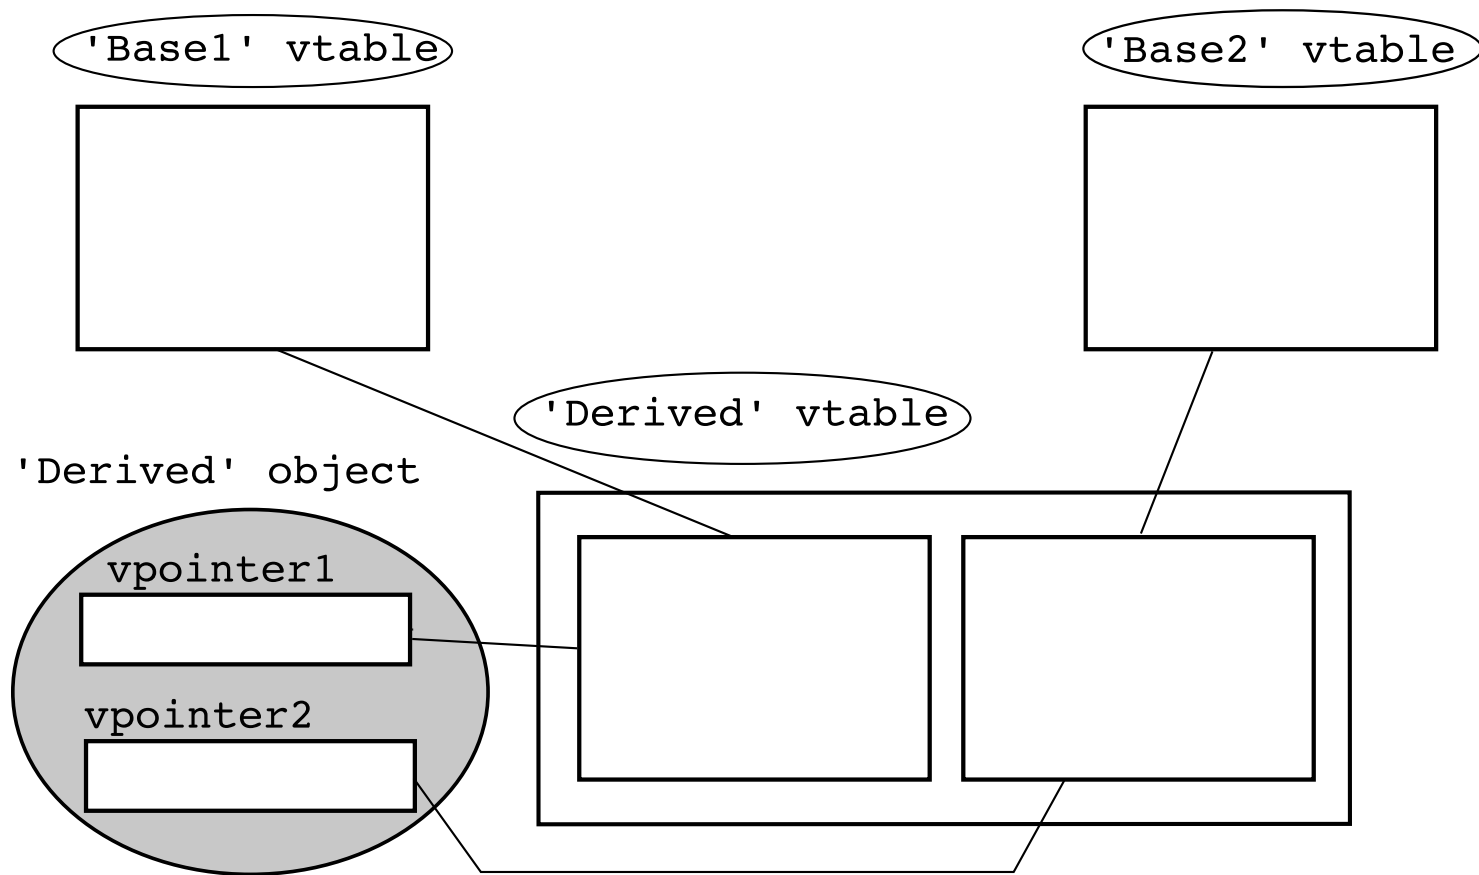 'Base1' vtable
'Base2' vtable
'Derived' vtable
'Derived' object
vpointer1
vpointer2